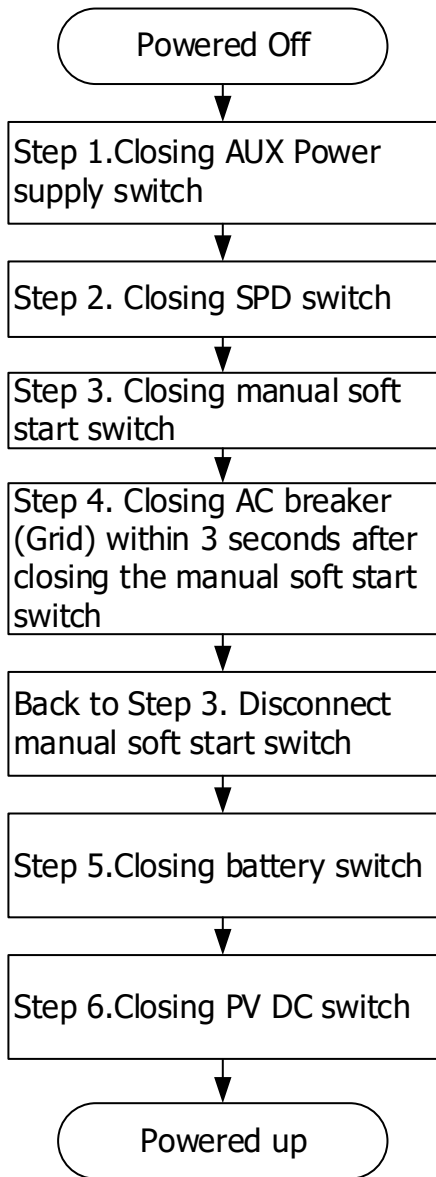 Powered Off
Step 1.Closing AUX Power
supply switch
Step 2. Closing SPD switch
Step 3. Closing manual soft
start switch
Step 4. Closing AC breaker
(Grid) within 3 seconds after
closing the manual soft start
switch
Back to Step 3. Disconnect
manual soft start switch
Step 5.Closing battery switch
Step 6.Closing PV DC switch
Powered up